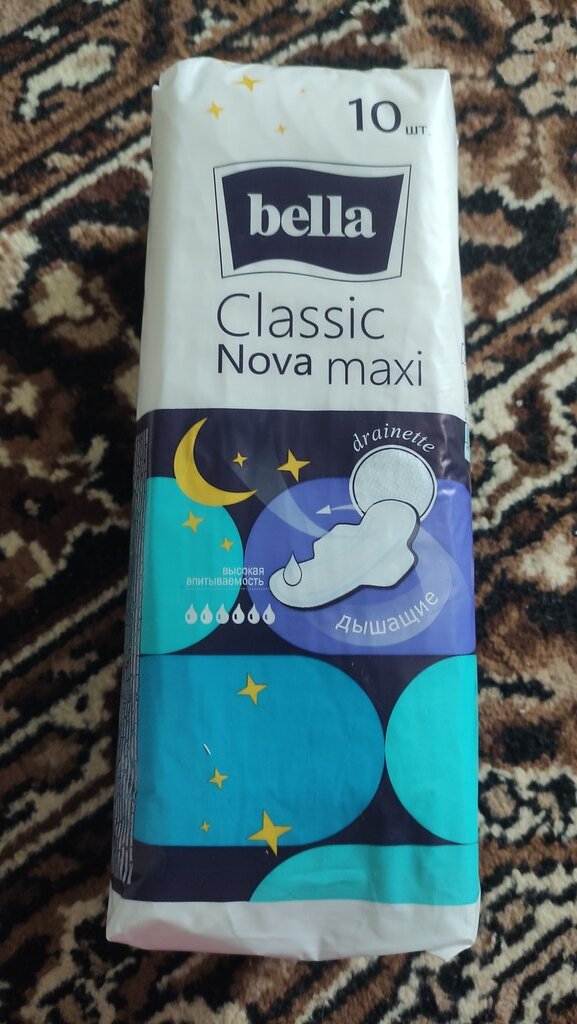 10 шт.
bella
Classic
Nova maxi
drainette
высокая
впитываемость
дышащие